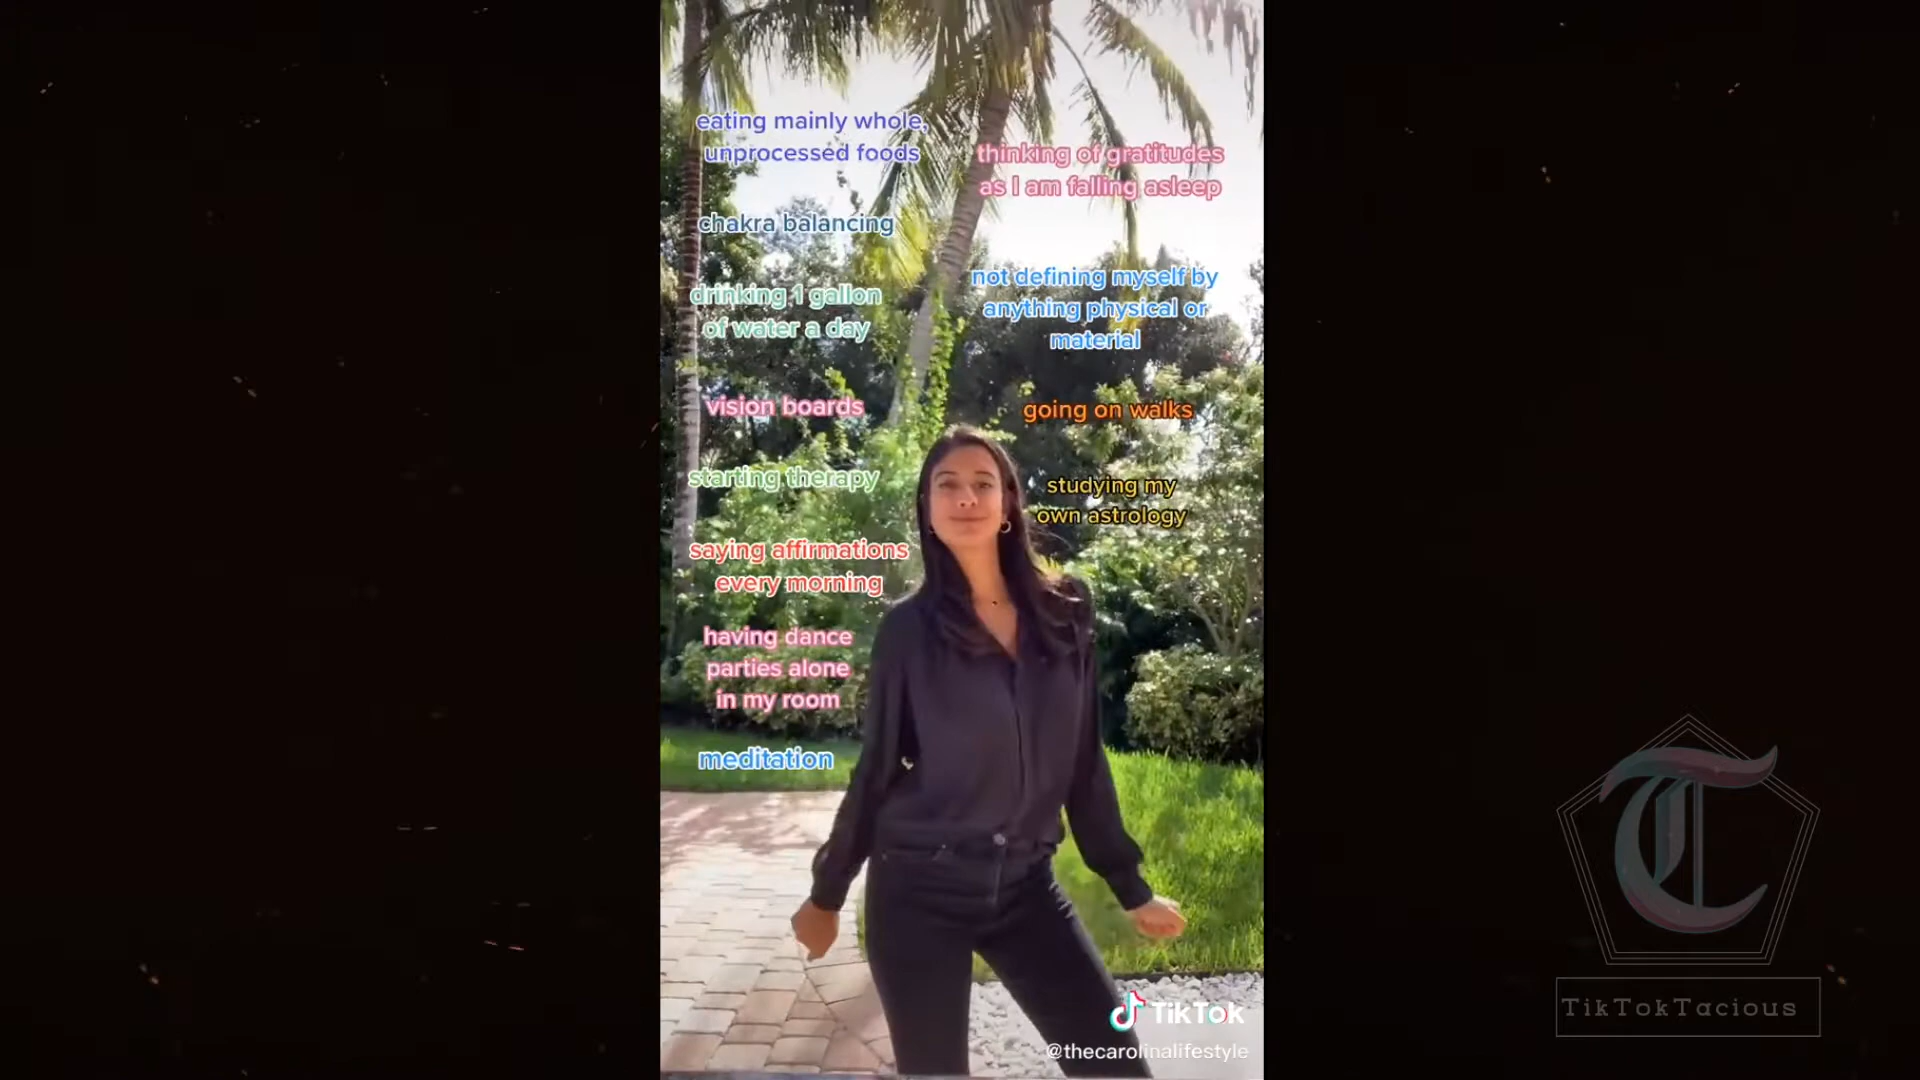 eating mainly whole,
unprocessed foods
chakra balancing
drinking 1 gallon
of water a day
vision boards
starting therapy
saying affirmations
every morning
having dance
parties alone
in my room
meditation
thinking of gratitudes
as I am falling asleep
not defining myself by
anything physical or
material
going on walks
studying my
own astrology
TikTok
@thecarolinalifestyle
TC
TikTokTacious